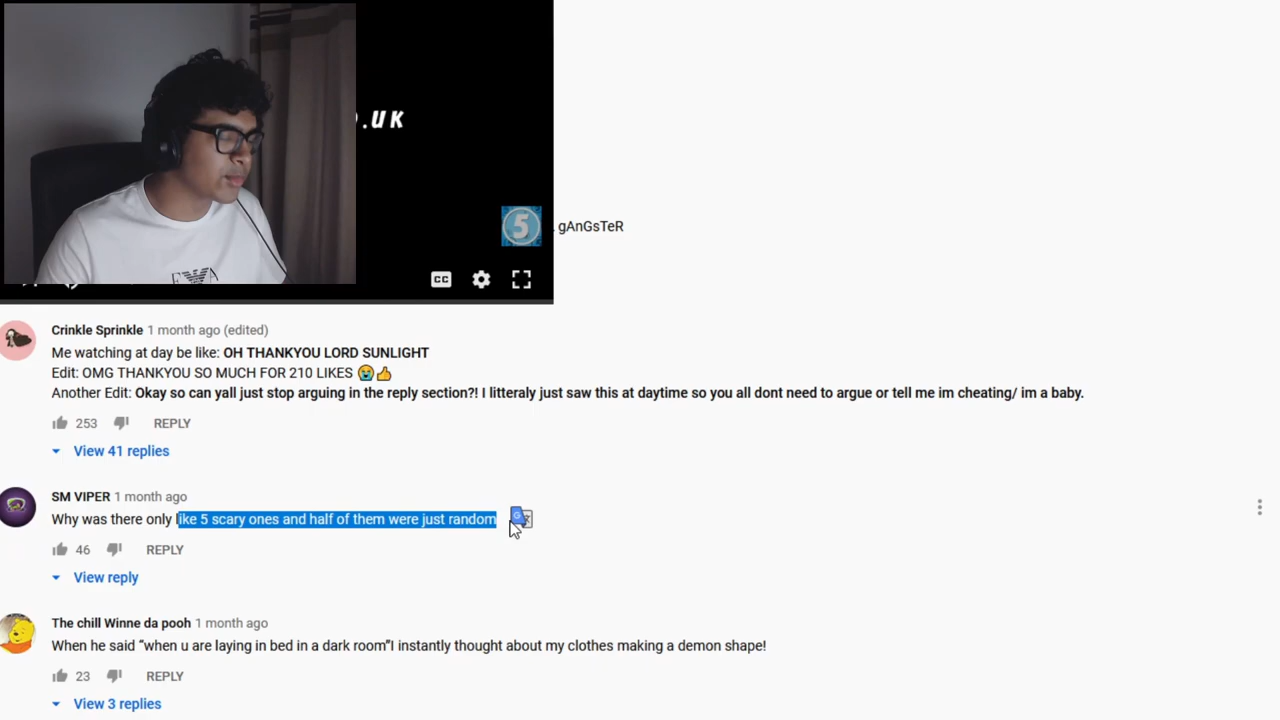 .UK
5
gAnGsTeR
CC
Crinkle Sprinkle 1 month ago (edited)
Me watching at day be like: OH THANKYOU LORD SUNLIGHT
Edit: OMG THANKYOU SO MUCH FOR 210 LIKES 😭👍
Another Edit: Okay so can yall just stop arguing in the reply section?! I litteraly just saw this at daytime so you all dont need to argue or tell me im cheating/ im a baby.
253 REPLY
View 41 replies
SM VIPER 1 month ago
Why was there only like 5 scary ones and half of them were just random
46 REPLY
View reply
The chill Winne da pooh 1 month ago
When he said “when u are laying in bed in a dark room”I instantly thought about my clothes making a demon shape!
23 REPLY
View 3 replies